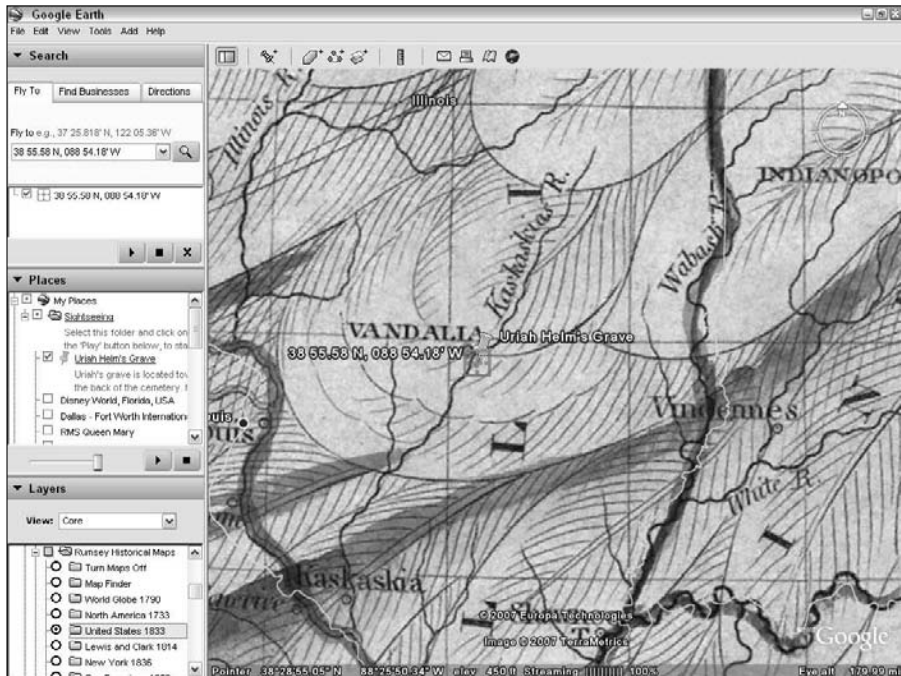 Google Earth
File Edit View Tools Add Help
Search
Fly To Find Businesses Directions
Fly to e.g., 37 25.818' N, 122 05.36' W
38 55.58 N, 088 54.18' W
38 55.58 N, 088 54.18' W
Places
My Places
Sightseeing
Select this folder and click on
the 'Play' button below, to sta
Uriah Helm's Grave
Uriah's grave is located tov
the back of the cemetery.
Disney World, Florida, USA
Dallas - Fort Worth Internation
RMS Queen Mary
Layers
View: Core
Rumsey Historical Maps
Turn Maps Off
Map Finder
World Globe 1790
North America 1733
United States 1833
Lewis and Clark 1814
New York 1836
Illinois R.
Illinois
I
INDIANOPO
Kaskaskias R.
Wabash R.
VANDALIA
Uriah Helm's Grave
38 55.58 N, 088 54.18' W
ouis
ouis
Vincennes
L
White R.
I
Kaskaskia
© 2007 Europa Technologies
Image © 2007 TerraMetrics
Google
Pointer 38°28'55.05" N 88°25'50.34" W elev 450 ft Streaming |||||||||| 100% Eye alt 179.99 mi